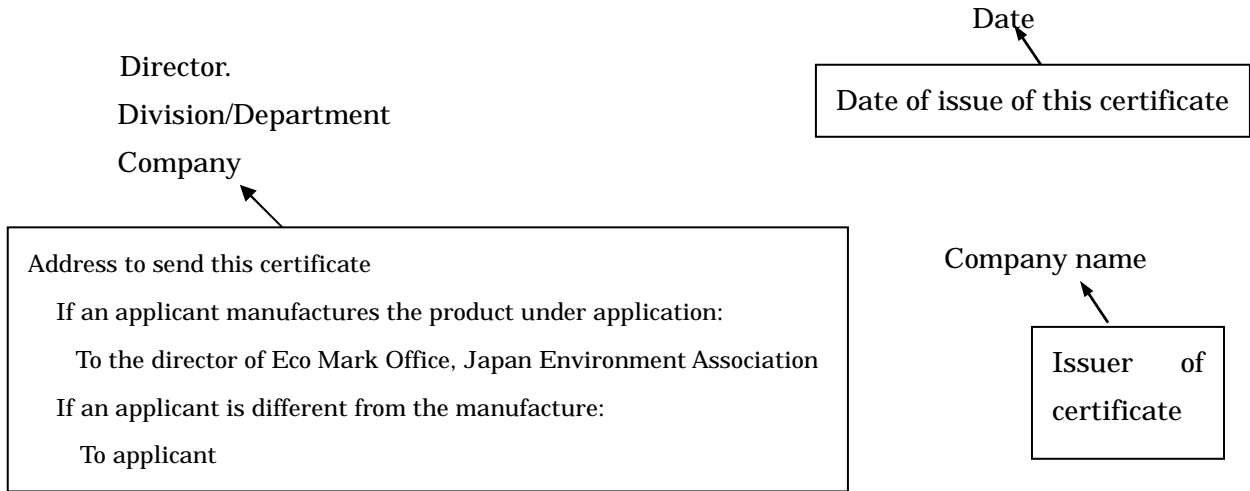 Date
Date of issue of this certificate
Director.
Division/Department
Company
Address to send this certificate
If an applicant manufactures the product under application:
To the director of Eco Mark Office, Japan Environment Association
If an applicant is different from the manufacture:
To applicant
Company name
Issuer of
certificate